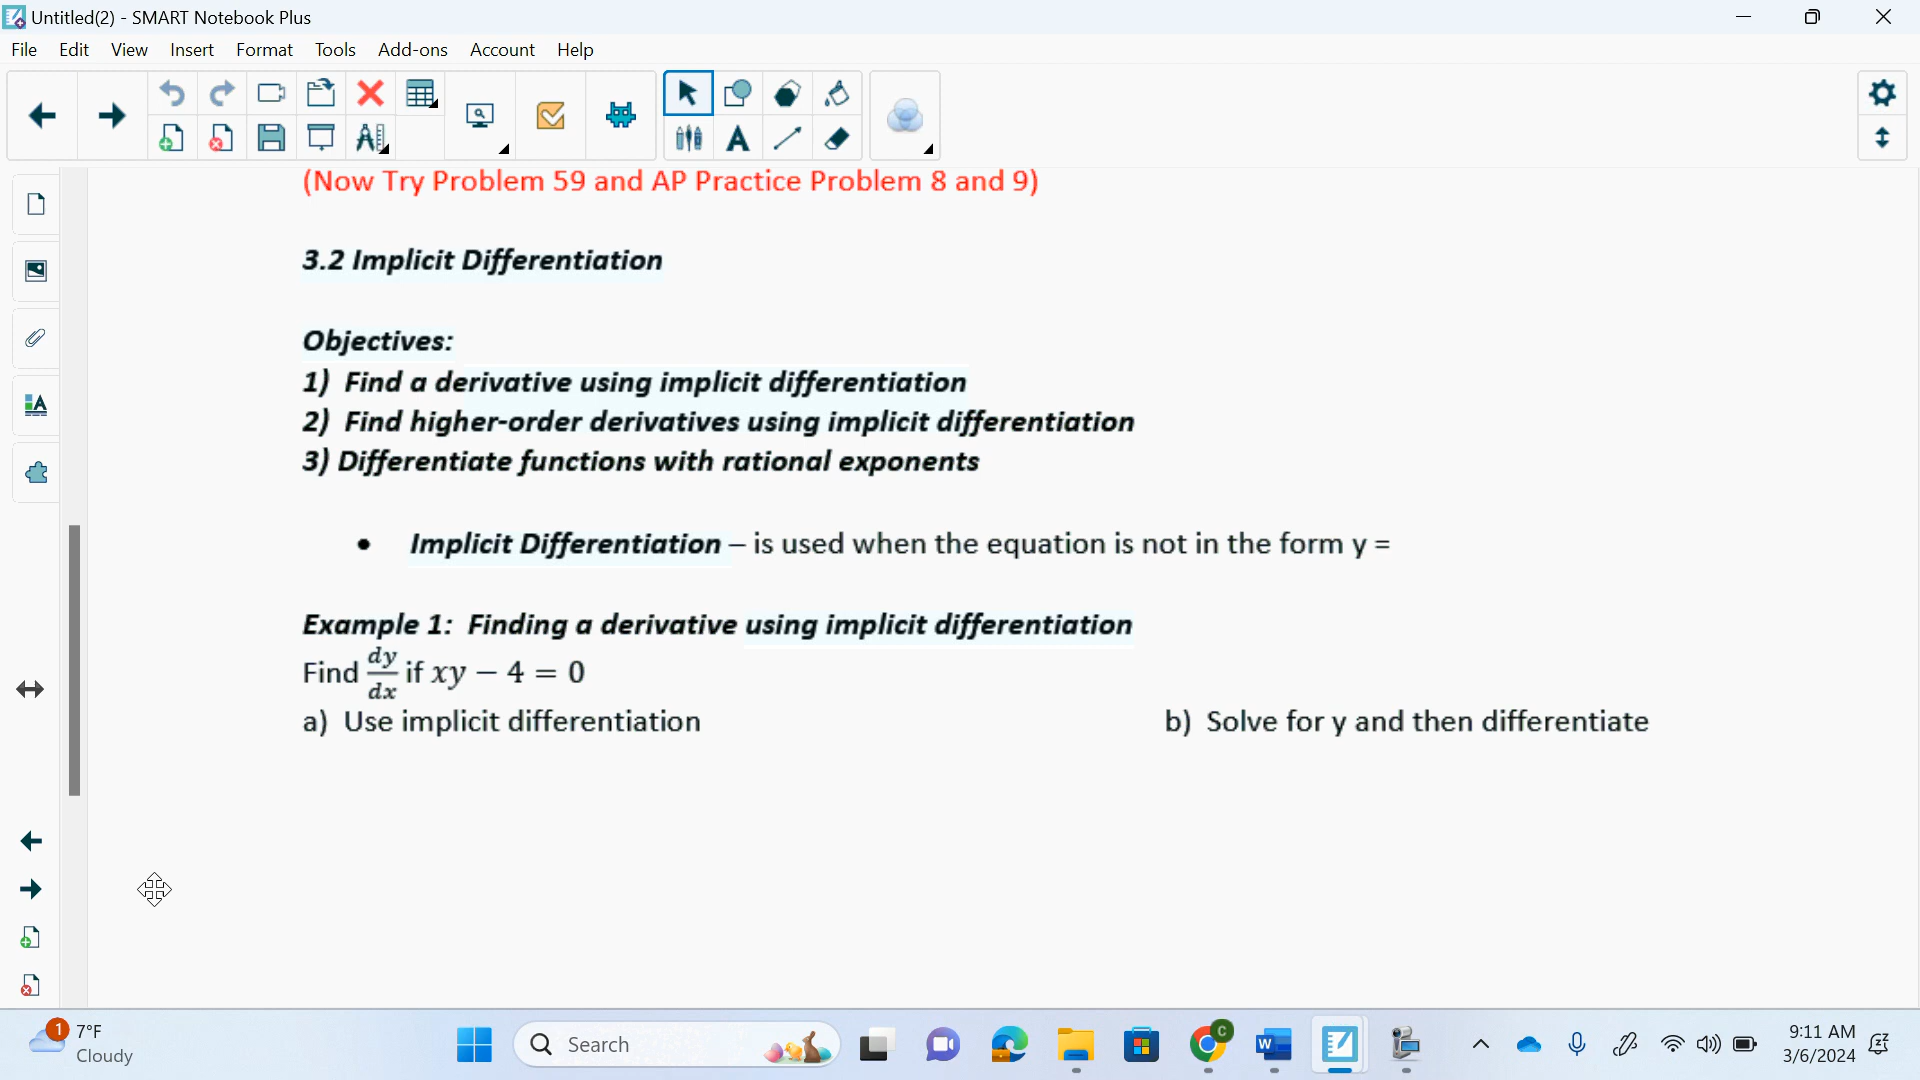 Untitled(2) - SMART Notebook Plus
File Edit View Insert Format Tools Add-ons Account Help
(Now Try Problem 59 and AP Practice Problem 8 and 9)
3.2 Implicit Differentiation
Objectives:
1) Find a derivative using implicit differentiation
2) Find higher-order derivatives using implicit differentiation
3) Differentiate functions with rational exponents
• Implicit Differentiation – is used when the equation is not in the form y =
Example 1: Finding a derivative using implicit differentiation
Find dy/dx if xy − 4 = 0
a) Use implicit differentiation
b) Solve for y and then differentiate
1
7°F
Cloudy
Search
C
9:11 AM
3/6/2024